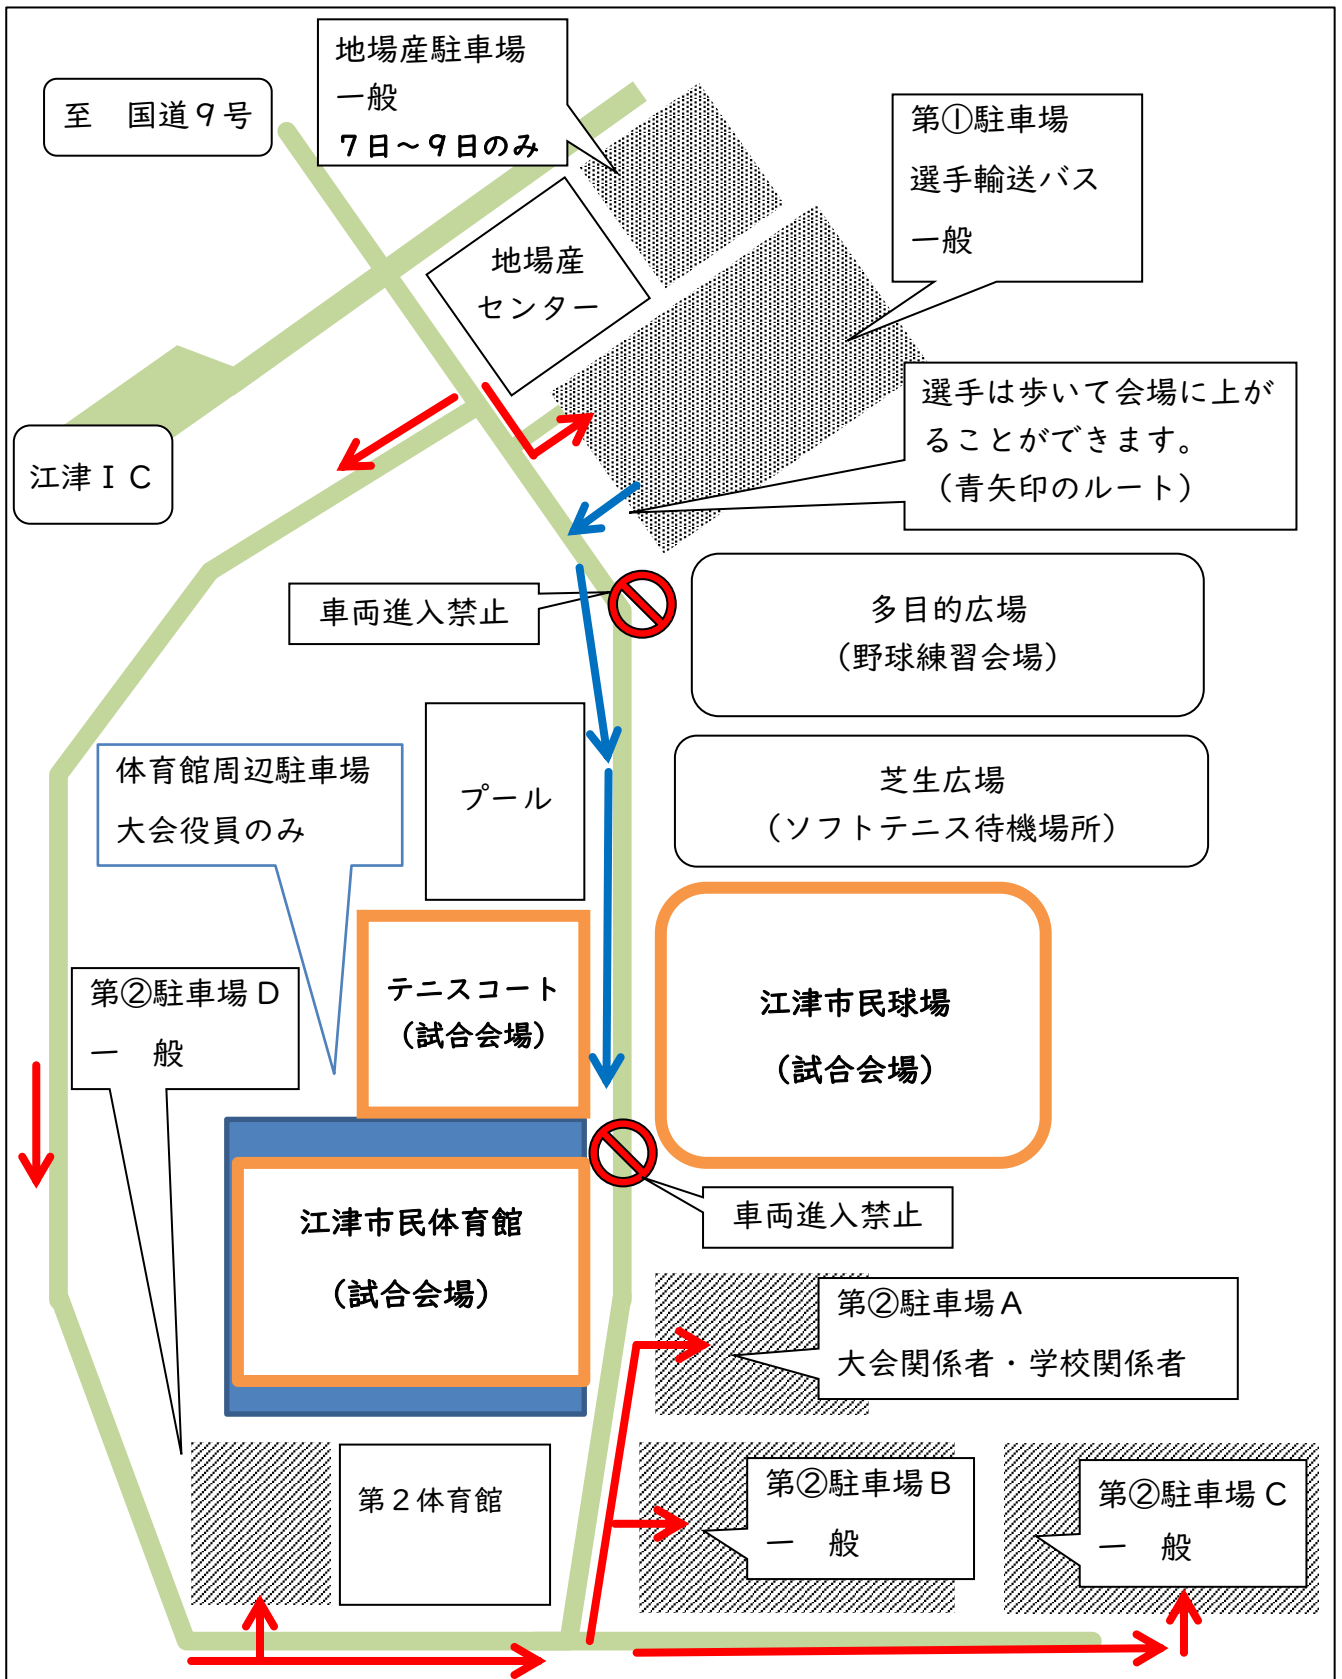 地場産駐車場
一般
７日～９日のみ
至　国道９号
第①駐車場
選手輸送バス
一般
地場産
センター
選手は歩いて会場に上が
ることができます。
（青矢印のルート）
江津ＩＣ
車両進入禁止
多目的広場
（野球練習会場）
体育館周辺駐車場
大会役員のみ
プール
芝生広場
（ソフトテニス待機場所）
第②駐車場Ｄ
一　般
テニスコート
（試合会場）
江津市民球場
（試合会場）
江津市民体育館
（試合会場）
車両進入禁止
第②駐車場Ａ
大会関係者・学校関係者
第２体育館
第②駐車場Ｂ
一　般
第②駐車場Ｃ
一　般